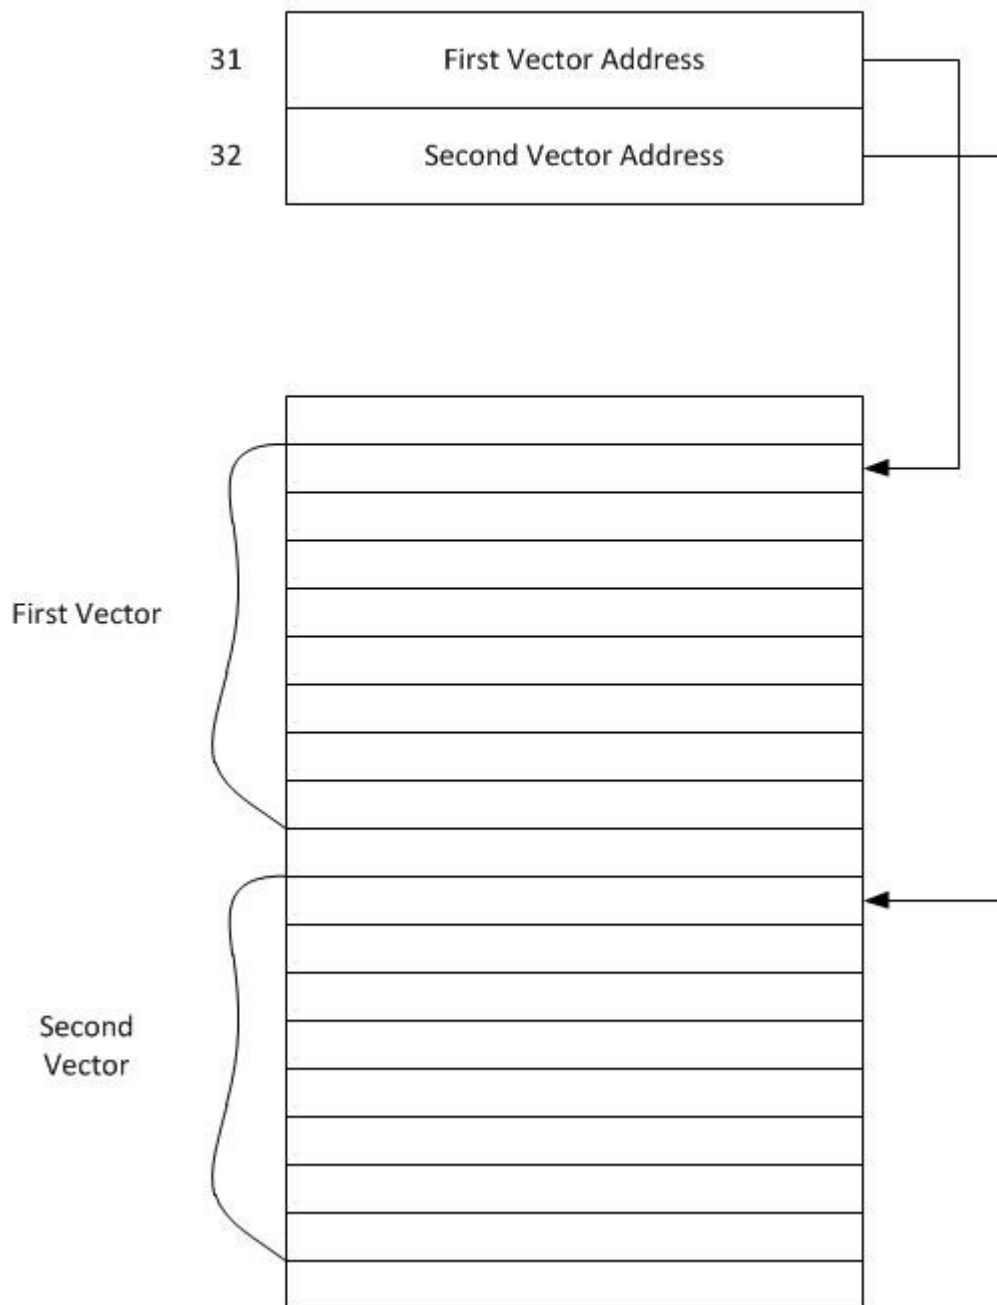 31
First Vector Address
32
Second Vector Address
First Vector
Second
Vector